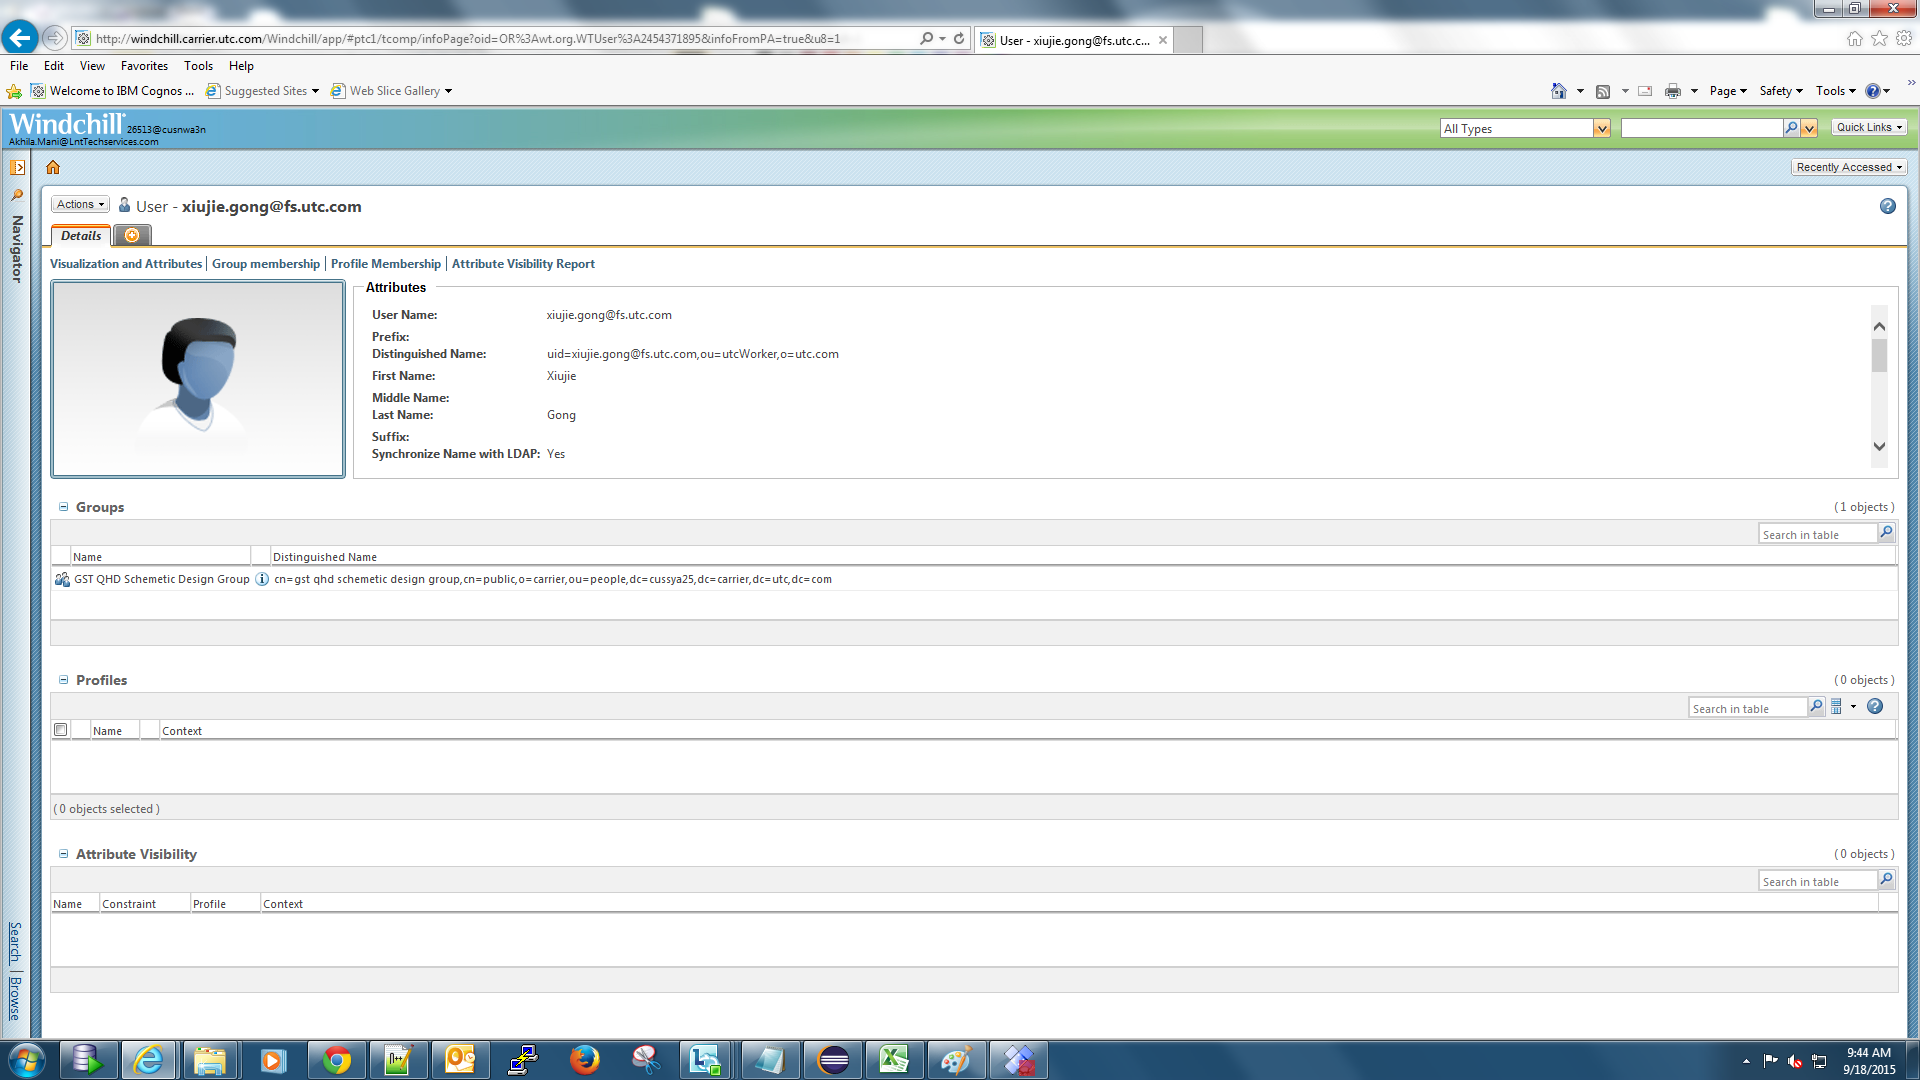 http://windchill.carrier.utc.com/Windchill/app/#ptc1/tcomp/infoPage?oid=OR%3Awt.org.WTUser%3A2454371895&infoFromPA=true&u8=1
User - xiujie.gong@fs.utc.c...
File Edit View Favorites Tools Help
Welcome to IBM Cognos ... Suggested Sites Web Slice Gallery
Page Safety Tools
Windchill 26513@cusnwa3n
Akhila.Mani@LntTechservices.com
All Types
Quick Links
Recently Accessed
Navigator
Actions User - xiujie.gong@fs.utc.com
Details
Visualization and Attributes Group membership Profile Membership Attribute Visibility Report
Attributes
User Name: xiujie.gong@fs.utc.com
Prefix:
Distinguished Name: uid=xiujie.gong@fs.utc.com,ou=utcWorker,o=utc.com
First Name: Xiujie
Middle Name:
Last Name: Gong
Suffix:
Synchronize Name with LDAP: Yes
Groups ( 1 objects )
Search in table
Name Distinguished Name
GST QHD Schemetic Design Group cn=gst qhd schemetic design group,cn=public,o=carrier,ou=people,dc=cussya25,dc=carrier,dc=utc,dc=com
Profiles ( 0 objects )
Search in table
Name Context
( 0 objects selected )
Attribute Visibility ( 0 objects )
Search in table
Name Constraint Profile Context
Search | Browse
9:44 AM
9/18/2015